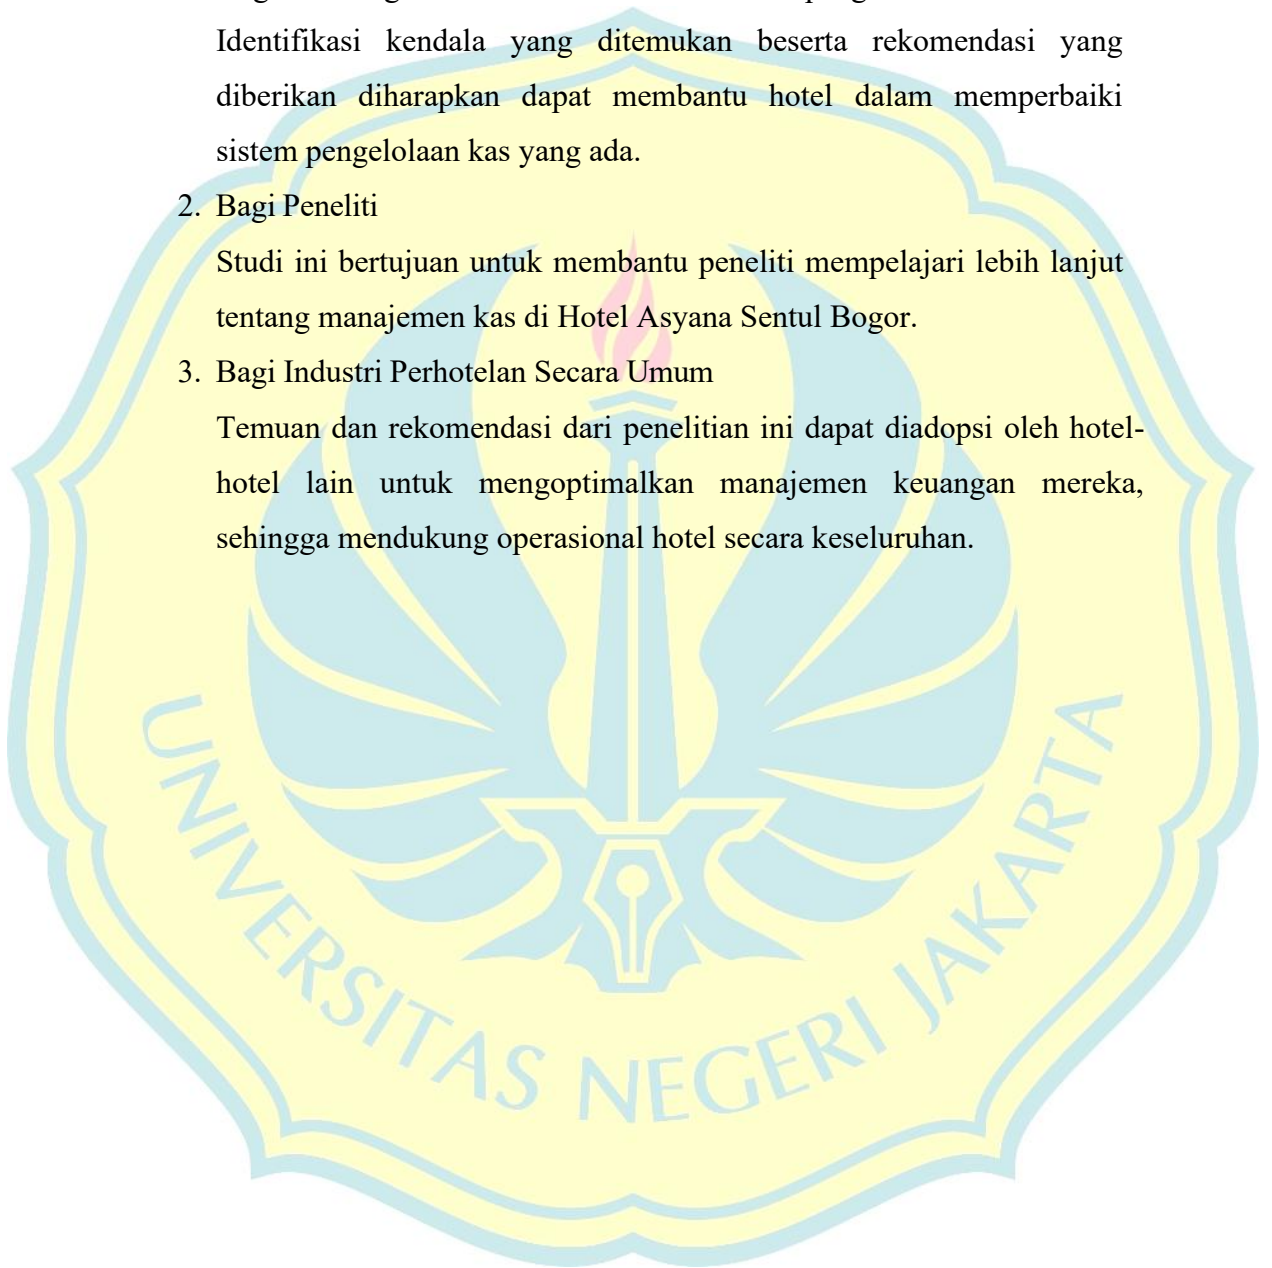 Identifikasi kendala yang ditemukan beserta rekomendasi yang
diberikan diharapkan dapat membantu hotel dalam memperbaiki
sistem pengelolaan kas yang ada.
2. Bagi Peneliti
Studi ini bertujuan untuk membantu peneliti mempelajari lebih lanjut
tentang manajemen kas di Hotel Asyana Sentul Bogor.
3. Bagi Industri Perhotelan Secara Umum
Temuan dan rekomendasi dari penelitian ini dapat diadopsi oleh hotel-
hotel lain untuk mengoptimalkan manajemen keuangan mereka,
sehingga mendukung operasional hotel secara keseluruhan.
UNIVERSITAS NEGERI JAKARTA